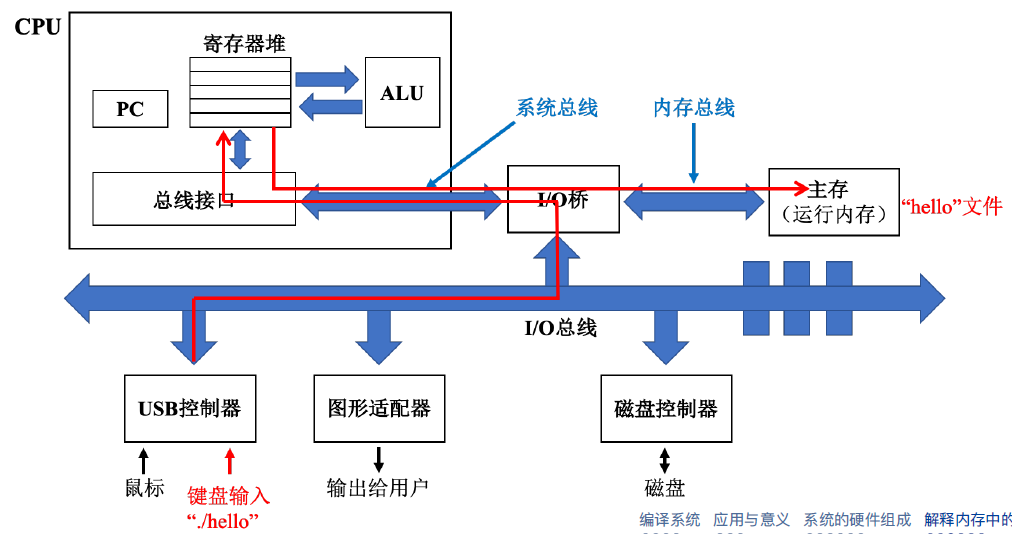 CPU
寄存器堆
PC
ALU
系统总线
内存总线
总线接口
I/O桥
主存
（运行内存）
“hello”文件
I/O总线
USB控制器
图形适配器
磁盘控制器
鼠标
键盘输入
“./hello”
输出给用户
磁盘
编译系统 应用与意义 系统的硬件组成 解释内存中的